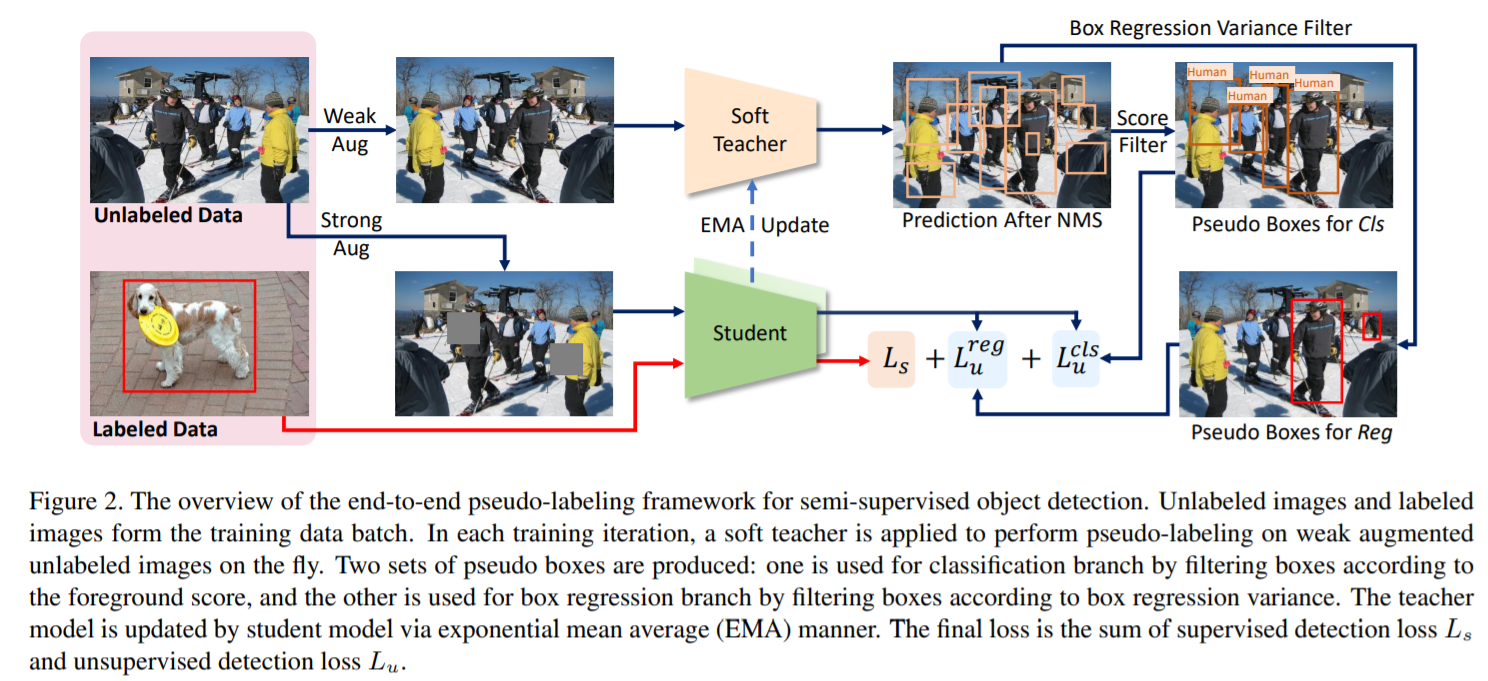 Box Regression Variance Filter
Weak
Aug
Soft
Teacher
Score
Filter
Human
Human
Human
Human
Unlabeled Data
Strong
Aug
EMA
Update
Prediction After NMS
Pseudo Boxes for Cls
Student
L_s + L_u^{reg} + L_u^{cls}
Labeled Data
Pseudo Boxes for Reg
Figure 2. The overview of the end-to-end pseudo-labeling framework for semi-supervised object detection. Unlabeled images and labeled
images form the training data batch. In each training iteration, a soft teacher is applied to perform pseudo-labeling on weak augmented
unlabeled images on the fly. Two sets of pseudo boxes are produced: one is used for classification branch by filtering boxes according to
the foreground score, and the other is used for box regression branch by filtering boxes according to box regression variance. The teacher
model is updated by student model via exponential mean average (EMA) manner. The final loss is the sum of supervised detection loss L_s
and unsupervised detection loss L_u.